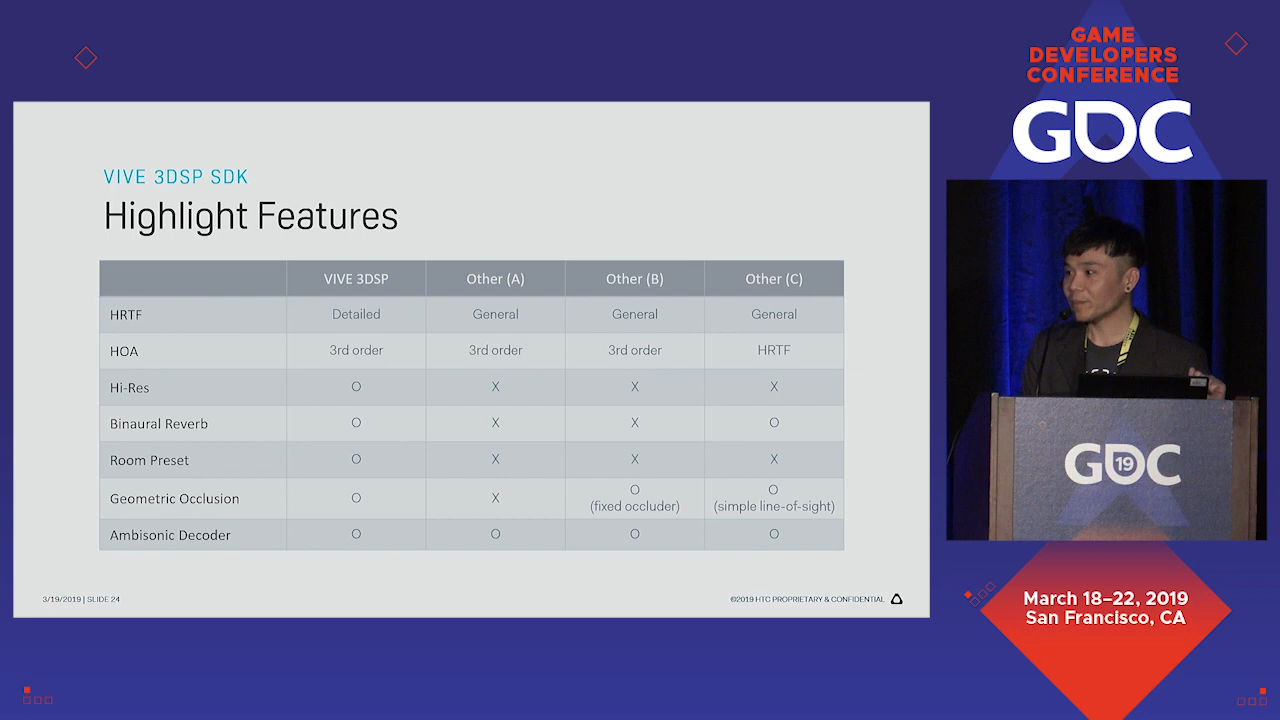 GAME
DEVELOPERS
CONFERENCE
GDC
VIVE 3DSP SDK
Highlight Features
VIVE 3DSP Other (A) Other (B) Other (C)
HRTF Detailed General General General
HOA 3rd order 3rd order 3rd order HRTF
Hi-Res O X X X
Binaural Reverb O X X O
Room Preset O X X X
Geometric Occlusion O X O (fixed occluder) O (simple line-of-sight)
Ambisonic Decoder O O O O
3/19/2019 | SLIDE 24
©2019 HTC PROPRIETARY & CONFIDENTIAL
GDC 19
March 18–22, 2019
San Francisco, CA